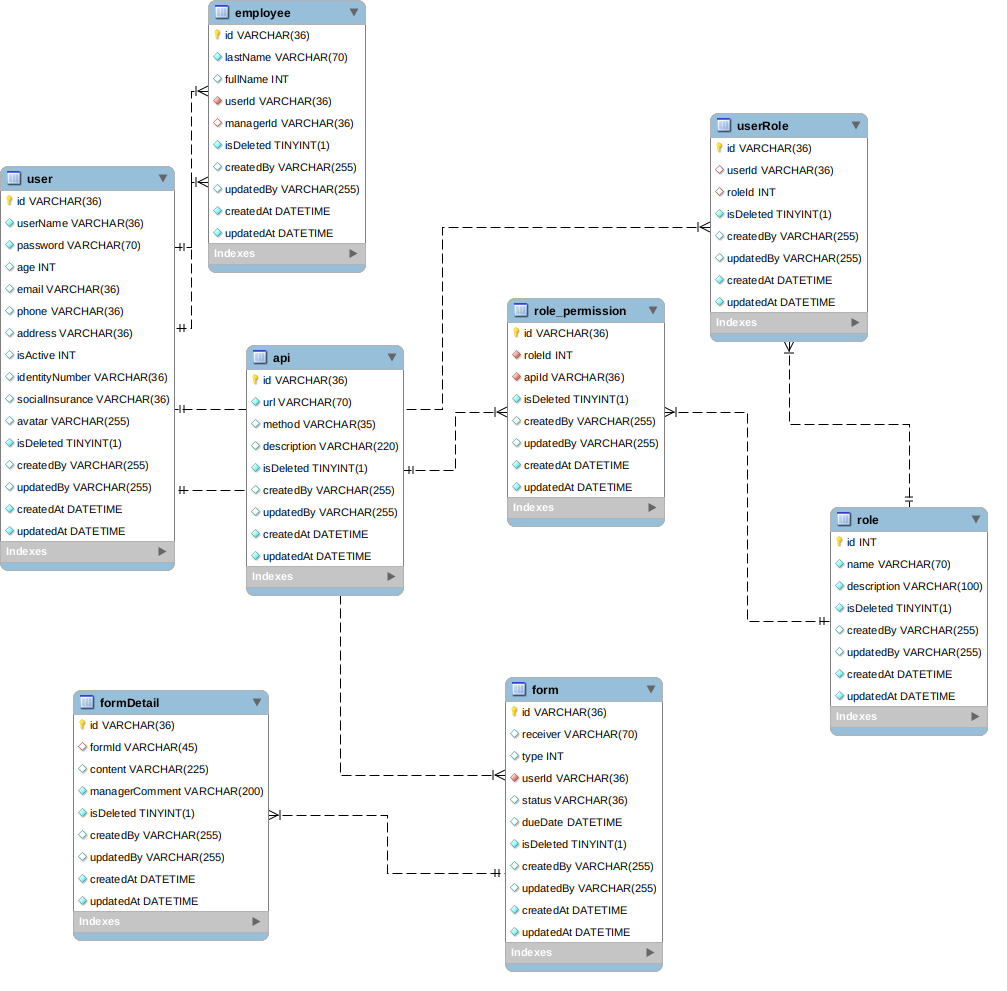 employee
id VARCHAR(36)
lastName VARCHAR(70)
fullName INT
userId VARCHAR(36)
managerId VARCHAR(36)
isDeleted TINYINT(1)
createdBy VARCHAR(255)
updatedBy VARCHAR(255)
createdAt DATETIME
updatedAt DATETIME
Indexes
userRole
id VARCHAR(36)
userId VARCHAR(36)
roleId INT
isDeleted TINYINT(1)
createdBy VARCHAR(255)
updatedBy VARCHAR(255)
createdAt DATETIME
updatedAt DATETIME
Indexes
user
id VARCHAR(36)
userName VARCHAR(36)
password VARCHAR(70)
age INT
email VARCHAR(36)
phone VARCHAR(36)
address VARCHAR(36)
isActive INT
identityNumber VARCHAR(36)
socialInsurance VARCHAR(36)
avatar VARCHAR(255)
isDeleted TINYINT(1)
createdBy VARCHAR(255)
updatedBy VARCHAR(255)
createdAt DATETIME
updatedAt DATETIME
Indexes
role_permission
id VARCHAR(36)
roleId INT
apiId VARCHAR(36)
isDeleted TINYINT(1)
createdBy VARCHAR(255)
updatedBy VARCHAR(255)
createdAt DATETIME
updatedAt DATETIME
Indexes
api
id VARCHAR(36)
url VARCHAR(70)
method VARCHAR(35)
description VARCHAR(220)
isDeleted TINYINT(1)
createdBy VARCHAR(255)
updatedBy VARCHAR(255)
createdAt DATETIME
updatedAt DATETIME
Indexes
role
id INT
name VARCHAR(70)
description VARCHAR(100)
isDeleted TINYINT(1)
createdBy VARCHAR(255)
updatedBy VARCHAR(255)
createdAt DATETIME
updatedAt DATETIME
Indexes
formDetail
id VARCHAR(36)
formId VARCHAR(45)
content VARCHAR(225)
managerComment VARCHAR(200)
isDeleted TINYINT(1)
createdBy VARCHAR(255)
updatedBy VARCHAR(255)
createdAt DATETIME
updatedAt DATETIME
Indexes
form
id VARCHAR(36)
receiver VARCHAR(70)
type INT
userId VARCHAR(36)
status VARCHAR(36)
dueDate DATETIME
isDeleted TINYINT(1)
createdBy VARCHAR(255)
updatedBy VARCHAR(255)
createdAt DATETIME
updatedAt DATETIME
Indexes